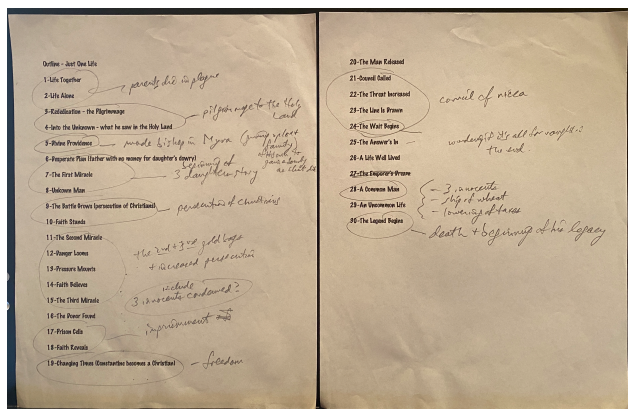 Outline - Just One Life
1-Life Together
2-Life Alone
parents died in plague
3-Rededication - the Pilgrimmage
4-Into the Unknown - what he saw in the Holy Land
pilgrimage to the Holy
Land
5-Divine Providence
made bishop in Myra
6-Desperate Plan (father with no money for daughter's dowry)
7-The First Miracle
beginning of
3 daughters story
8-Unknown Man
9-The Battle Grows (persecution of Christians)
10-Faith Stands
persecution of Christians
11-The Second Miracle
12-Danger Looms
13-Pressure Mounts
the 2nd + 3rd gold bags
+ increased persecution
14-Faith Believes
15-The Third Miracle
include
3 innocents condemned?
16-The Donor Found
17-Prison Cells
18-Faith Reveals
imprisonment
19-Changing Times (Constantine becomes a Christian)
- freedom
20-The Man Released
21-Council Called
22-The Threat Increased
23-The Line Is Drawn
24-The Wait Begins
council of nicea
25-The Answer's In
the end.
26-A Life Well Lived
27-The Emperor's Dream
28-A Common Man
29-An Uncommon Life
- 3 innocents
- ship of wheat
- lowering of taxes
30-The Legend Begins
death + beginning of his legacy